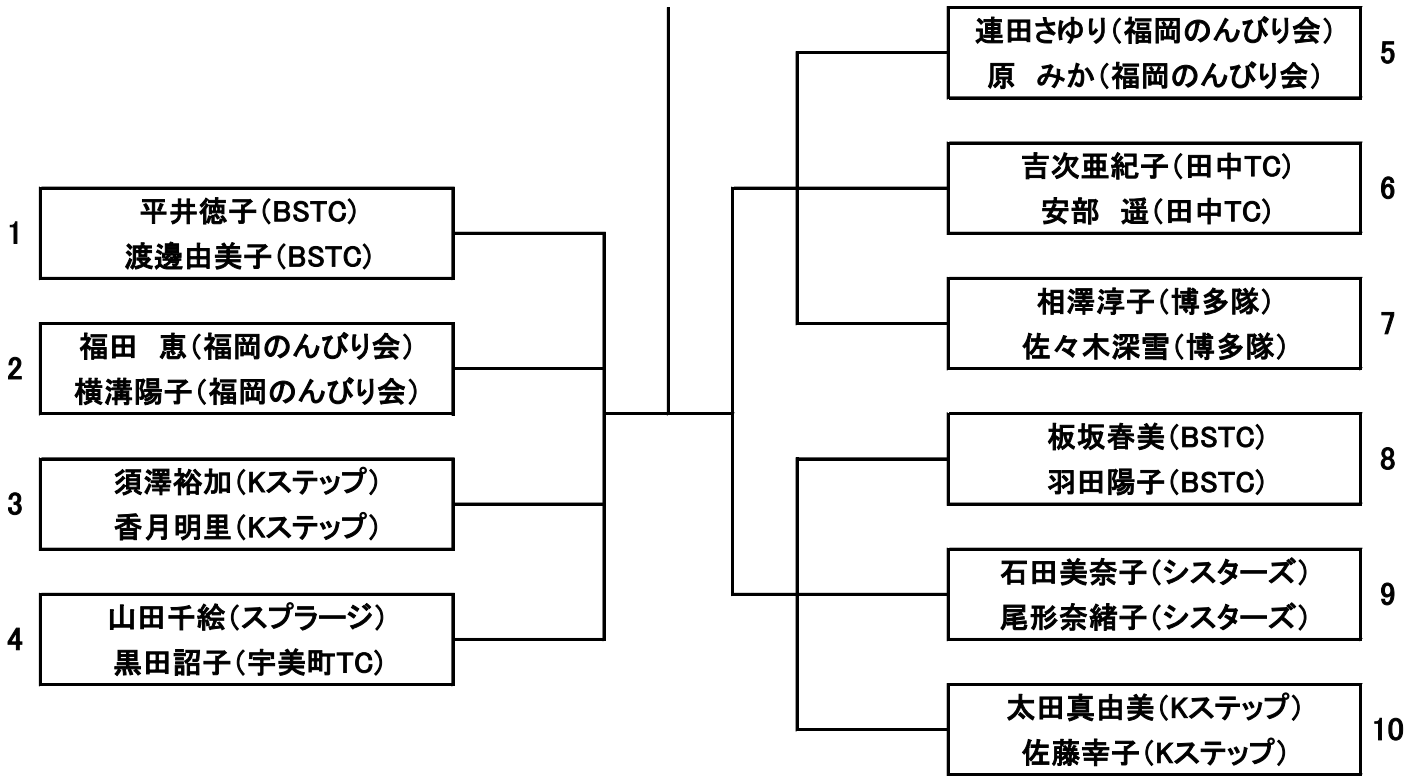 1
平井徳子(BSTC)
渡邊由美子(BSTC)
2
福田　恵(福岡のんびり会)
横溝陽子(福岡のんびり会)
3
須澤裕加(Kステップ)
香月明里(Kステップ)
4
山田千絵(スプラージ)
黒田詔子(宇美町TC)
連田さゆり(福岡のんびり会)
原　みか(福岡のんびり会)
5
吉次亜紀子(田中TC)
安部　遥(田中TC)
6
相澤淳子(博多隊)
佐々木深雪(博多隊)
7
板坂春美(BSTC)
羽田陽子(BSTC)
8
石田美奈子(シスターズ)
尾形奈緒子(シスターズ)
9
太田真由美(Kステップ)
佐藤幸子(Kステップ)
10